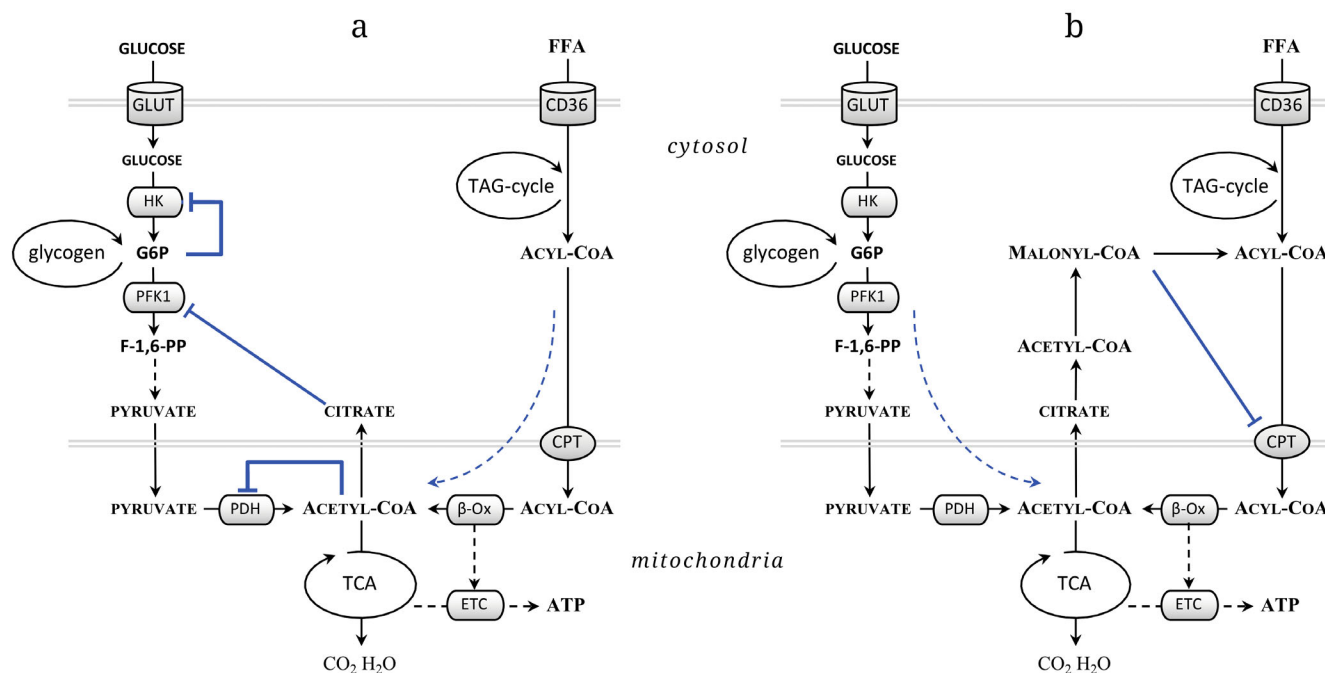 a
GLUCOSE
FFA
GLUT
CD36
GLUCOSE
HK
TAG-cycle
glycogen
G6P
ACYL-COA
PFK1
F-1,6-PP
PYRUVATE
CITRATE
CPT
PYRUVATE
PDH
ACETYL-COA
β-Ox
ACYL-COA
TCA
ETC
ATP
CO₂ H₂O
cytosol
mitochondria
b
GLUCOSE
FFA
GLUT
CD36
GLUCOSE
HK
TAG-cycle
glycogen
G6P
MALONYL-COA
ACYL-COA
PFK1
F-1,6-PP
ACETYL-COA
PYRUVATE
CITRATE
CPT
PYRUVATE
PDH
ACETYL-COA
β-Ox
ACYL-COA
TCA
ETC
ATP
CO₂ H₂O